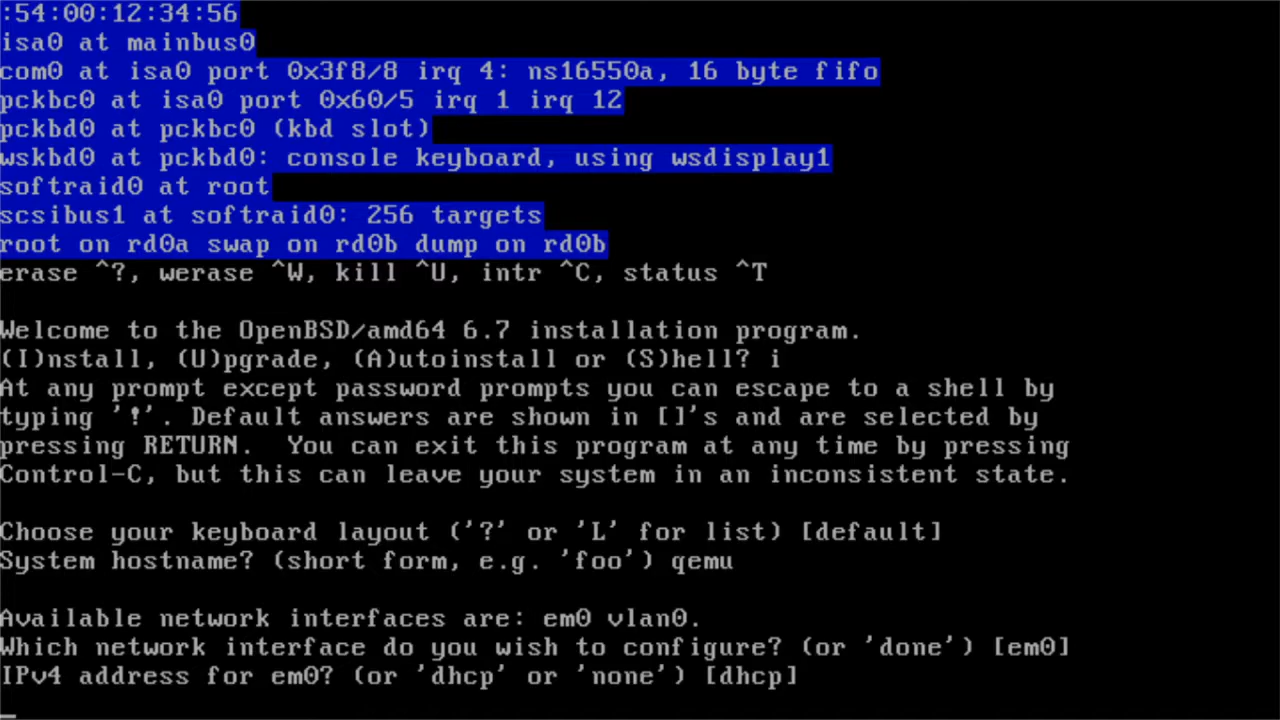 :54:00:12:34:56
isa0 at mainbus0
com0 at isa0 port 0x3f8/8 irq 4: ns16550a, 16 byte fifo
pckbc0 at isa0 port 0x60/5 irq 1 irq 12
pckbd0 at pckbc0 (kbd slot)
wskbd0 at pckbd0: console keyboard, using wsdisplay1
softraid0 at root
scsibus1 at softraid0: 256 targets
root on rd0a swap on rd0b dump on rd0b
erase ^?, werase ^W, kill ^U, intr ^C, status ^T
Welcome to the OpenBSD/amd64 6.7 installation program.
(I)nstall, (U)pgrade, (A)utoinstall or (S)hell? i
At any prompt except password prompts you can escape to a shell by
typing '!'. Default answers are shown in []'s and are selected by
pressing RETURN.  You can exit this program at any time by pressing
Control-C, but this can leave your system in an inconsistent state.
Choose your keyboard layout ('?' or 'L' for list) [default]
System hostname? (short form, e.g. 'foo') qemu
Available network interfaces are: em0 vlan0.
Which network interface do you wish to configure? (or 'done') [em0]
IPv4 address for em0? (or 'dhcp' or 'none') [dhcp]